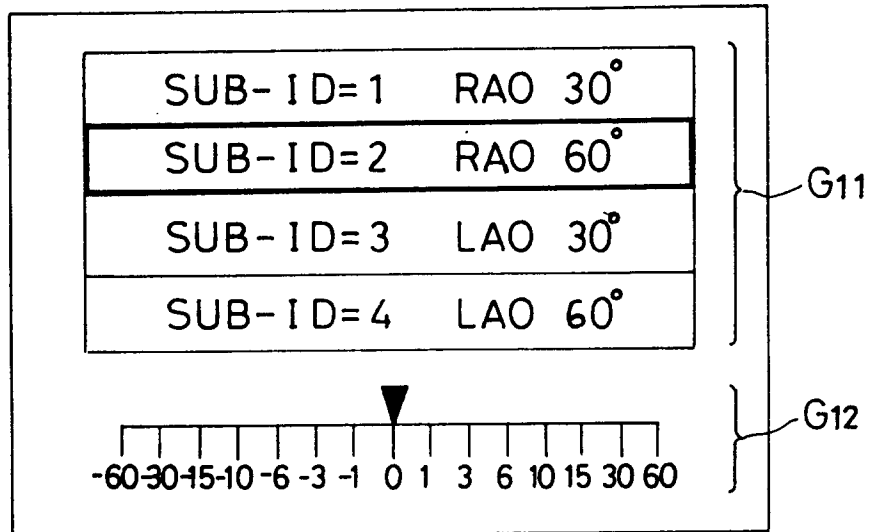 SUB-ID=1 RAO 30°
SUB-ID=2 RAO 60°
SUB-ID=3 LAO 30°
SUB-ID=4 LAO 60°
G11
G12
-60 -30 -15 -10 -6 -3 -1 0 1 3 6 10 15 30 60